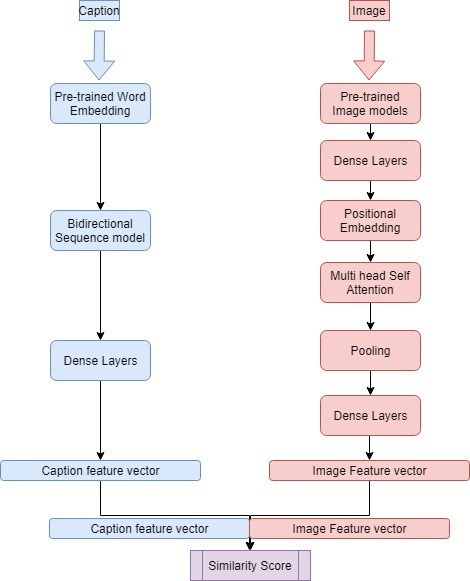 Caption
Pre-trained Word
Embedding
Bidirectional
Sequence model
Dense Layers
Caption feature vector
Image
Pre-trained
Image models
Dense Layers
Positional
Embedding
Multi head Self
Attention
Pooling
Dense Layers
Image Feature vector
Caption feature vector
Image Feature vector
Similarity Score